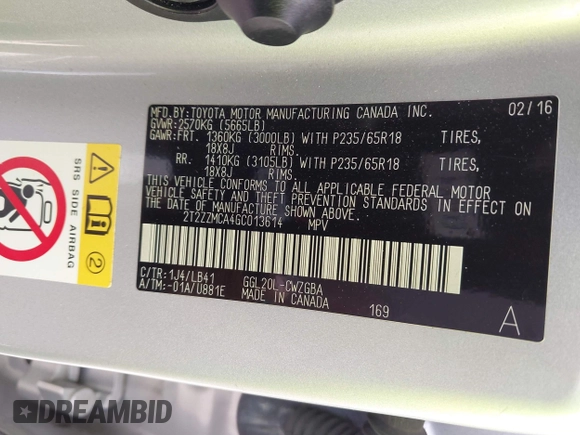 MFD.BY:TOYOTA MOTOR MANUFACTURING CANADA INC. 02/16
GVWR:2570KG (5665LB)
GAWR:FRT. 1360KG (3000LB) WITH P235/65R18 TIRES,
18X8J RIMS.
RR. 1410KG (3105LB) WITH P235/65R18 TIRES,
18X8J RIMS.
THIS VEHICLE CONFORMS TO ALL APPLICABLE FEDERAL MOTOR
VEHICLE SAFETY AND THEFT PREVENTION STANDARDS IN EFFECT ON
THE DATE OF MANUFACTURE SHOWN ABOVE.
2T2ZZMCA4GC013614 MPV
C/TR: 1J4/LB41 GGL20L-CWZGBA
A/TM:-01A/U881E MADE IN CANADA 169 A
SRS SIDE AIRBAG
2
DREAMBID